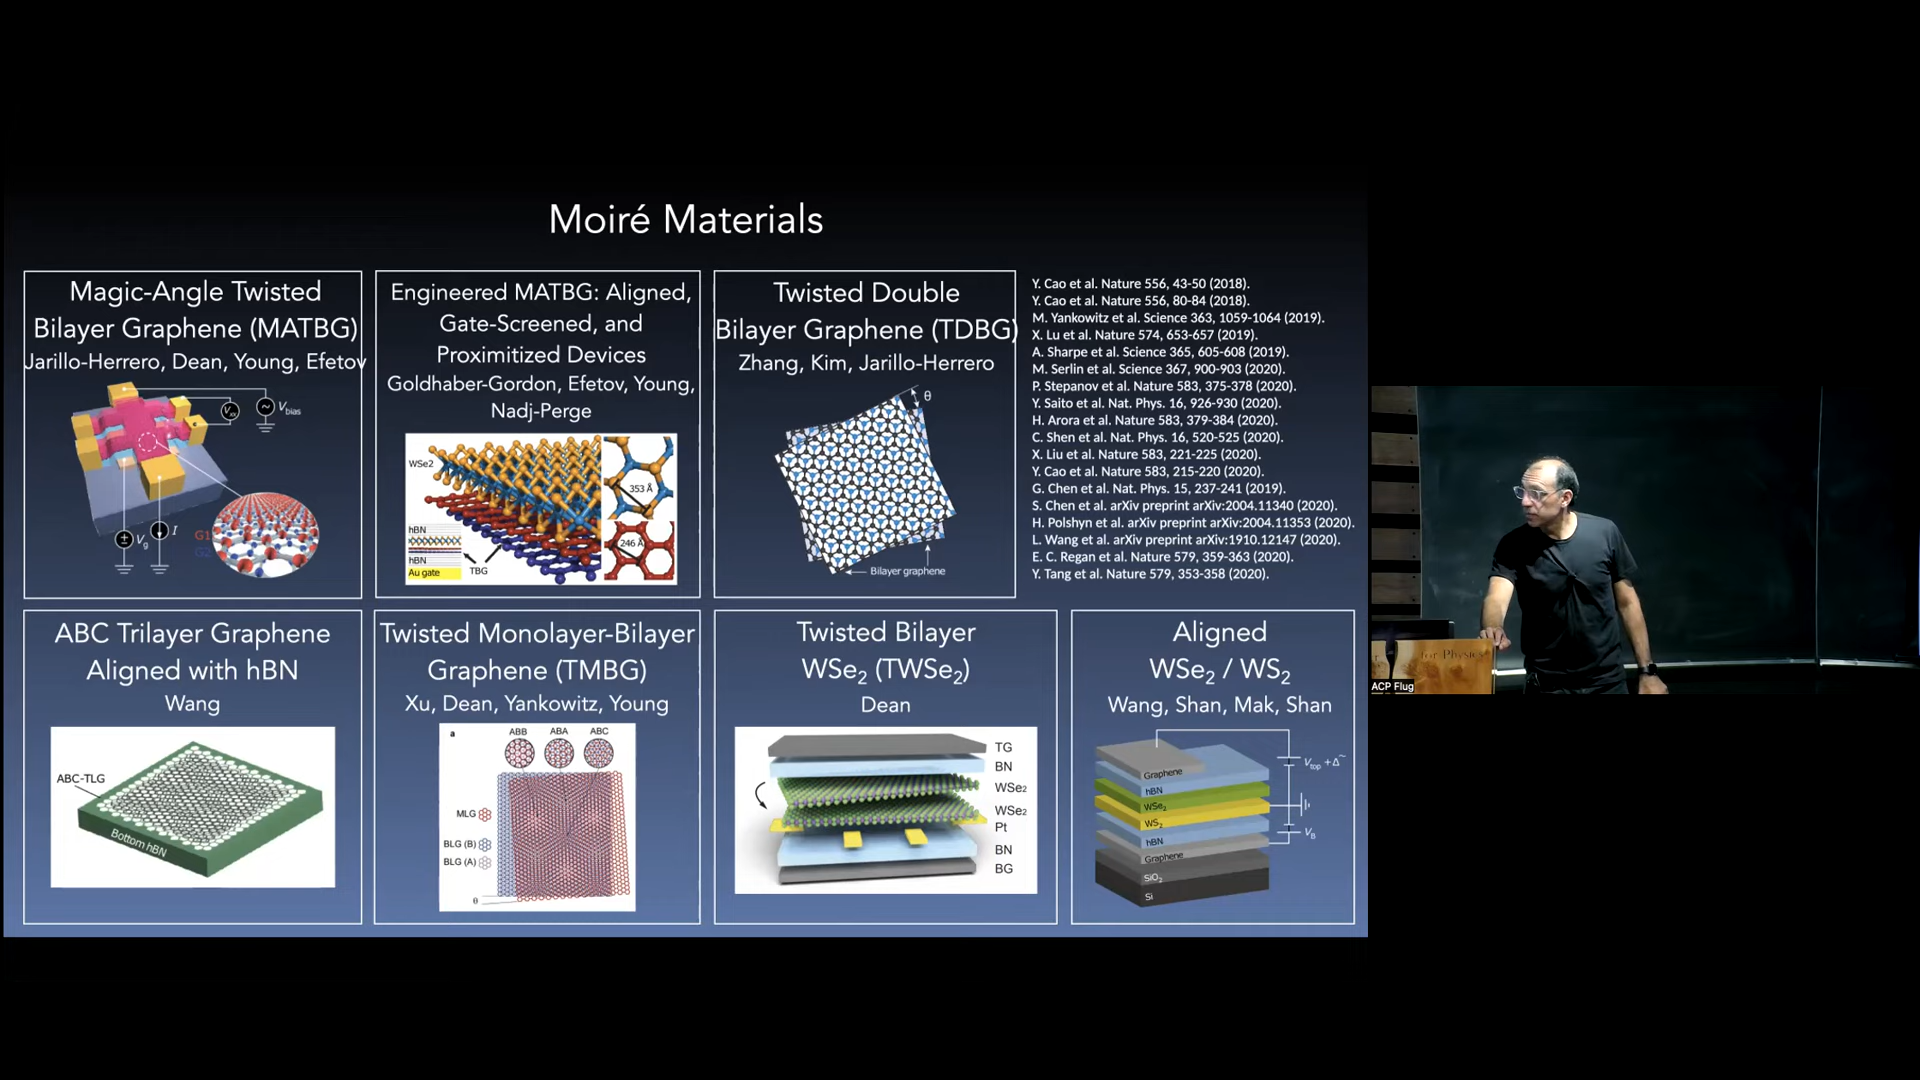 Moiré Materials
Magic-Angle Twisted
Bilayer Graphene (MATBG)
Jarillo-Herrero, Dean, Young, Efetov
Vxx
Vbias
Vg
I
G1
G2
Engineered MATBG: Aligned,
Gate-Screened, and
Proximitized Devices
Goldhaber-Gordon, Efetov, Young,
Nadj-Perge
WSe2
353 Å
hBN
246 Å
hBN
Au gate
TBG
Twisted Double
Bilayer Graphene (TDBG)
Zhang, Kim, Jarillo-Herrero
θ
Bilayer graphene
Y. Cao et al. Nature 556, 43-50 (2018).
Y. Cao et al. Nature 556, 80-84 (2018).
M. Yankowitz et al. Science 363, 1059-1064 (2019).
X. Lu et al. Nature 574, 653-657 (2019).
A. Sharpe et al. Science 365, 605-608 (2019).
M. Serlin et al. Science 367, 900-903 (2020).
P. Stepanov et al. Nature 583, 375-378 (2020).
Y. Saito et al. Nat. Phys. 16, 926-930 (2020).
H. Arora et al. Nature 583, 379-384 (2020).
C. Shen et al. Nat. Phys. 16, 520-525 (2020).
X. Liu et al. Nature 583, 221-225 (2020).
Y. Cao et al. Nature 583, 215-220 (2020).
G. Chen et al. Nat. Phys. 15, 237-241 (2019).
S. Chen et al. arXiv preprint arXiv:2004.11340 (2020).
H. Polshyn et al. arXiv preprint arXiv:2004.11353 (2020).
L. Wang et al. arXiv preprint arXiv:1910.12147 (2020).
E. C. Regan et al. Nature 579, 359-363 (2020).
Y. Tang et al. Nature 579, 353-358 (2020).
ABC Trilayer Graphene
Aligned with hBN
Wang
ABC-TLG
Bottom hBN
Twisted Monolayer-Bilayer
Graphene (TMBG)
Xu, Dean, Yankowitz, Young
a
ABB ABA ABC
MLG
BLG (B)
BLG (A)
θ
Twisted Bilayer
WSe₂ (TWSe₂)
Dean
TG
BN
WSe₂
WSe₂
Pt
BN
BG
Aligned
WSe₂ / WS₂
Wang, Shan, Mak, Shan
Graphene
hBN
WSe₂
WS₂
hBN
Graphene
SiO₂
Si
Vtop + Δ̃
VB
for Physics
ACP Flug